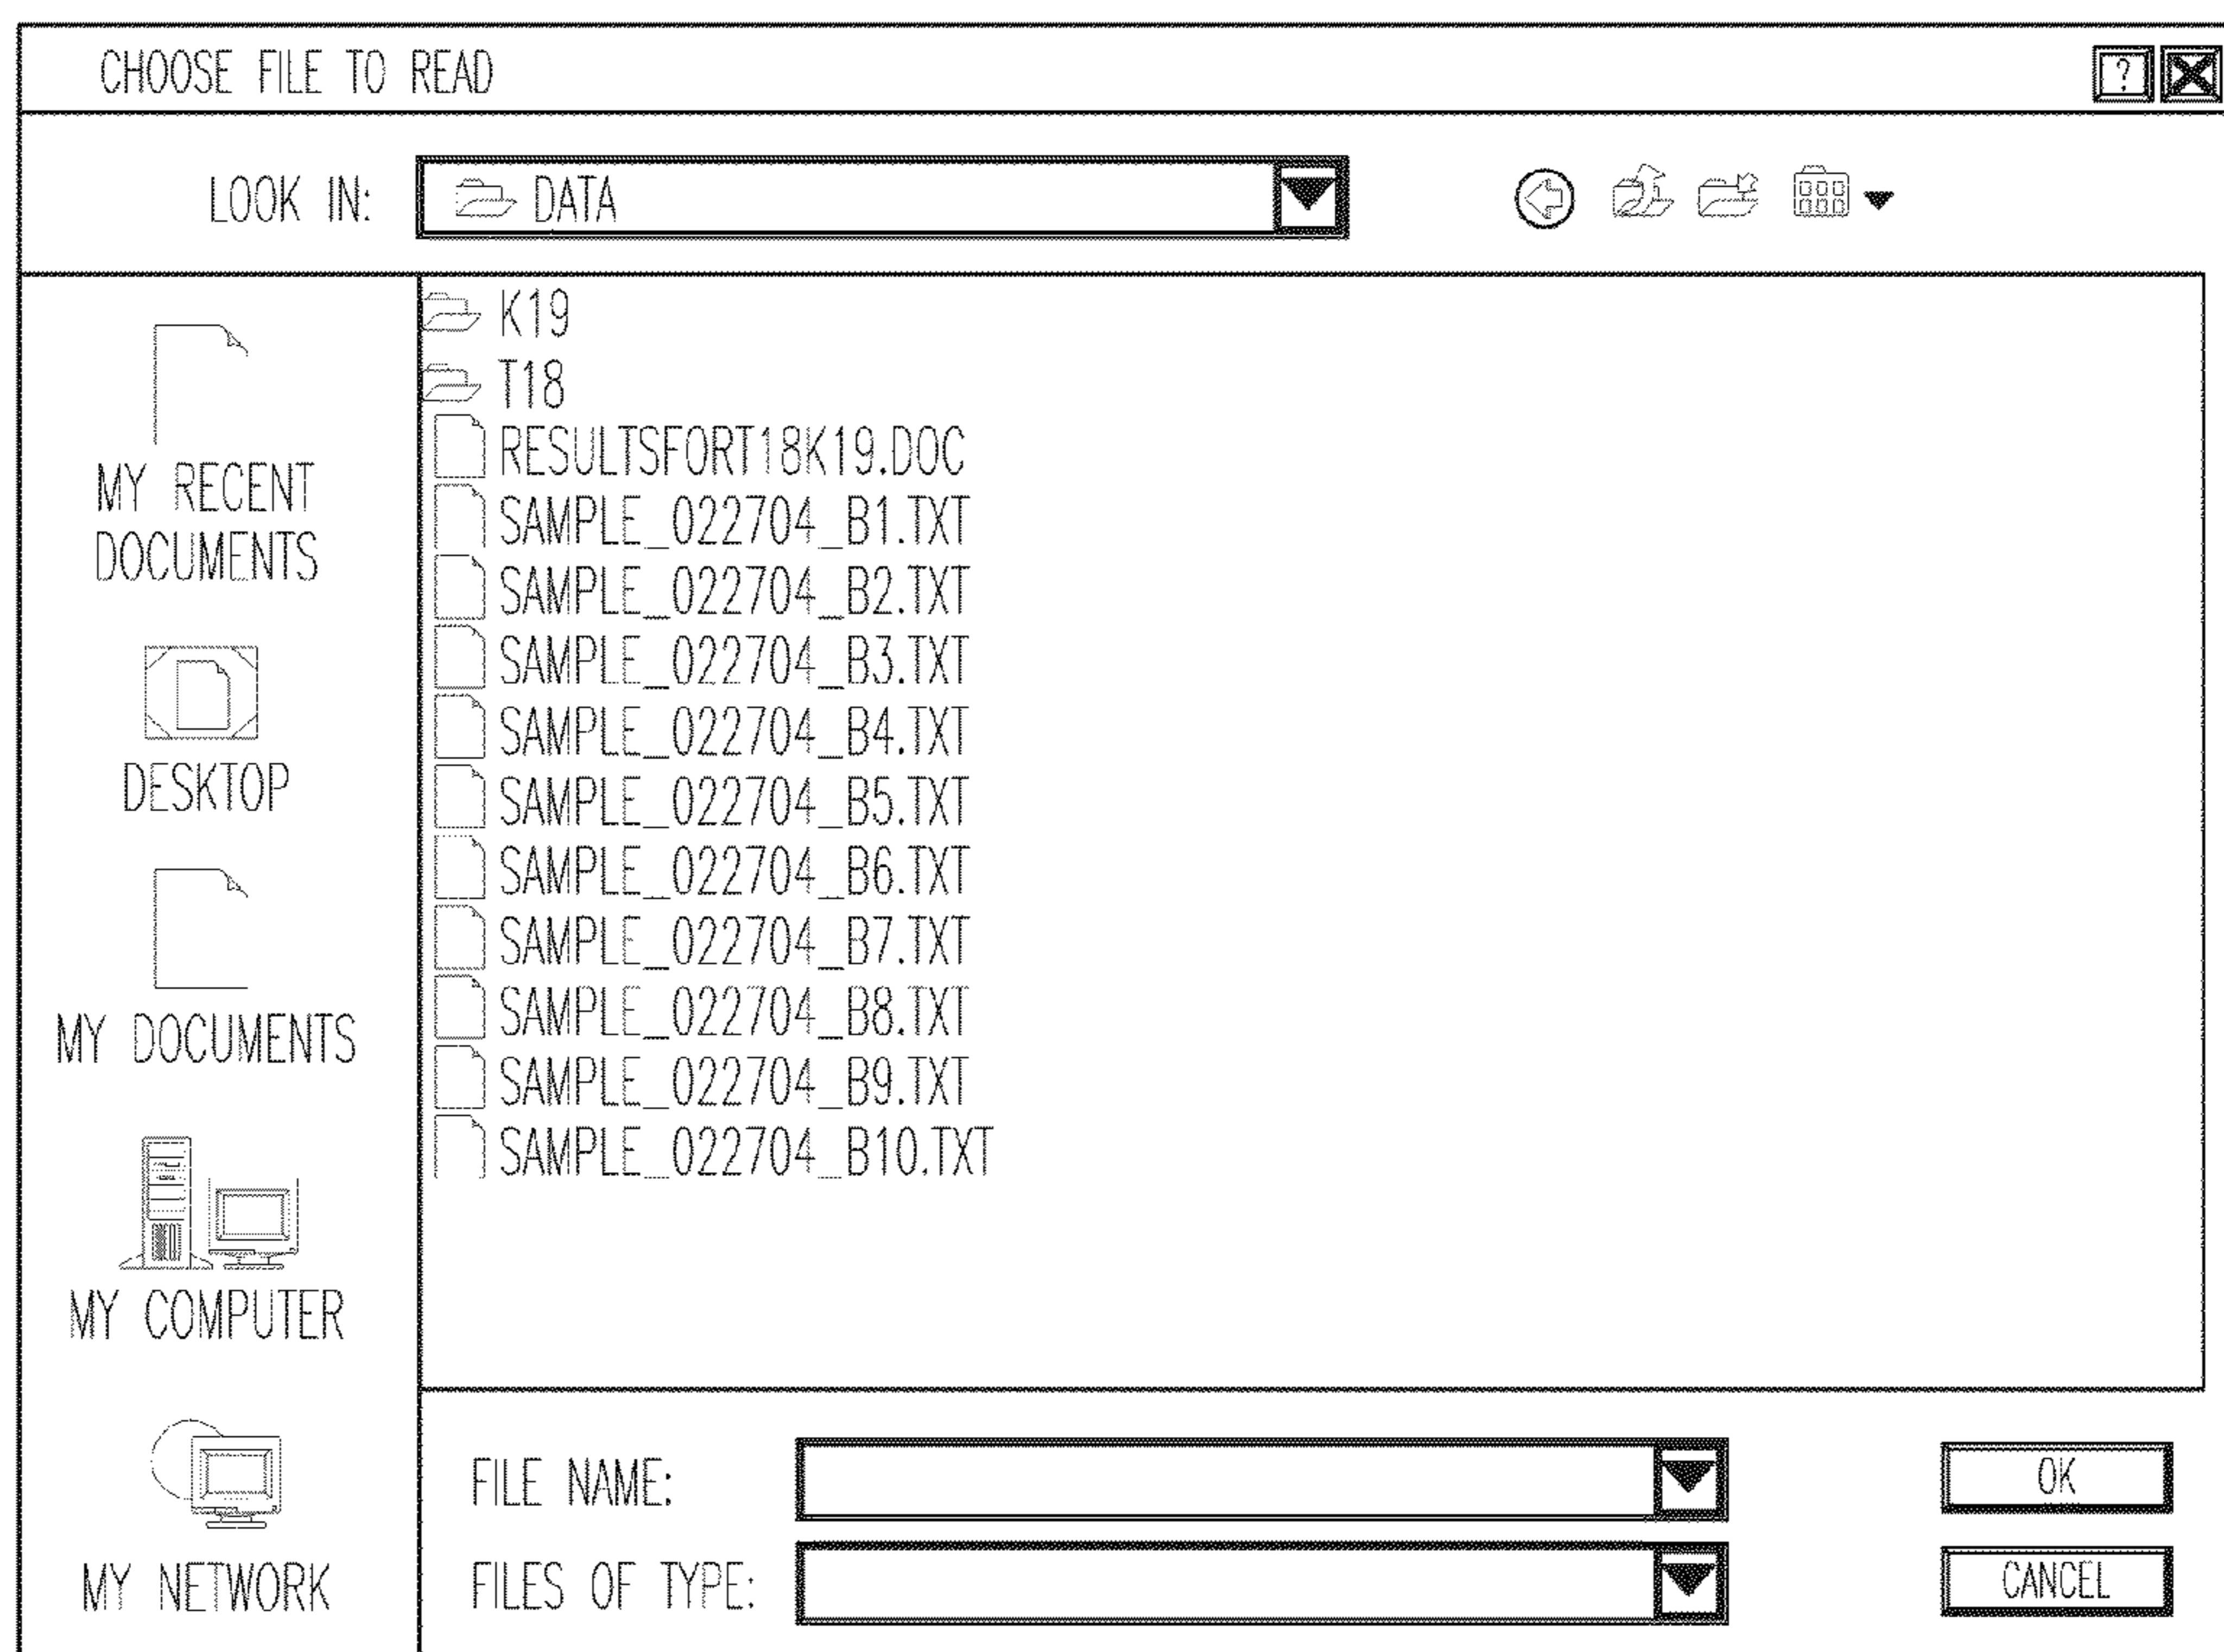 CHOOSE FILE TO READ
?
LOOK IN: DATA
MY RECENT
DOCUMENTS
DESKTOP
MY DOCUMENTS
MY COMPUTER
MY NETWORK
K19
T18
RESULTSFORT18K19.DOC
SAMPLE_022704_B1.TXT
SAMPLE_022704_B2.TXT
SAMPLE_022704_B3.TXT
SAMPLE_022704_B4.TXT
SAMPLE_022704_B5.TXT
SAMPLE_022704_B6.TXT
SAMPLE_022704_B7.TXT
SAMPLE_022704_B8.TXT
SAMPLE_022704_B9.TXT
SAMPLE_022704_B10.TXT
FILE NAME:
OK
FILES OF TYPE:
CANCEL